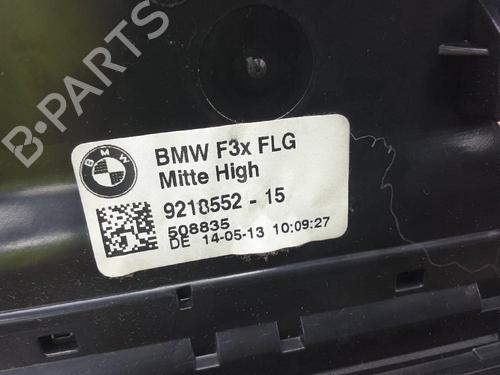 B-PARTS
BMW
BMW F3x FLG
Mitte High
9218552 - 15
508835
DE 14-05-13 10:09:27